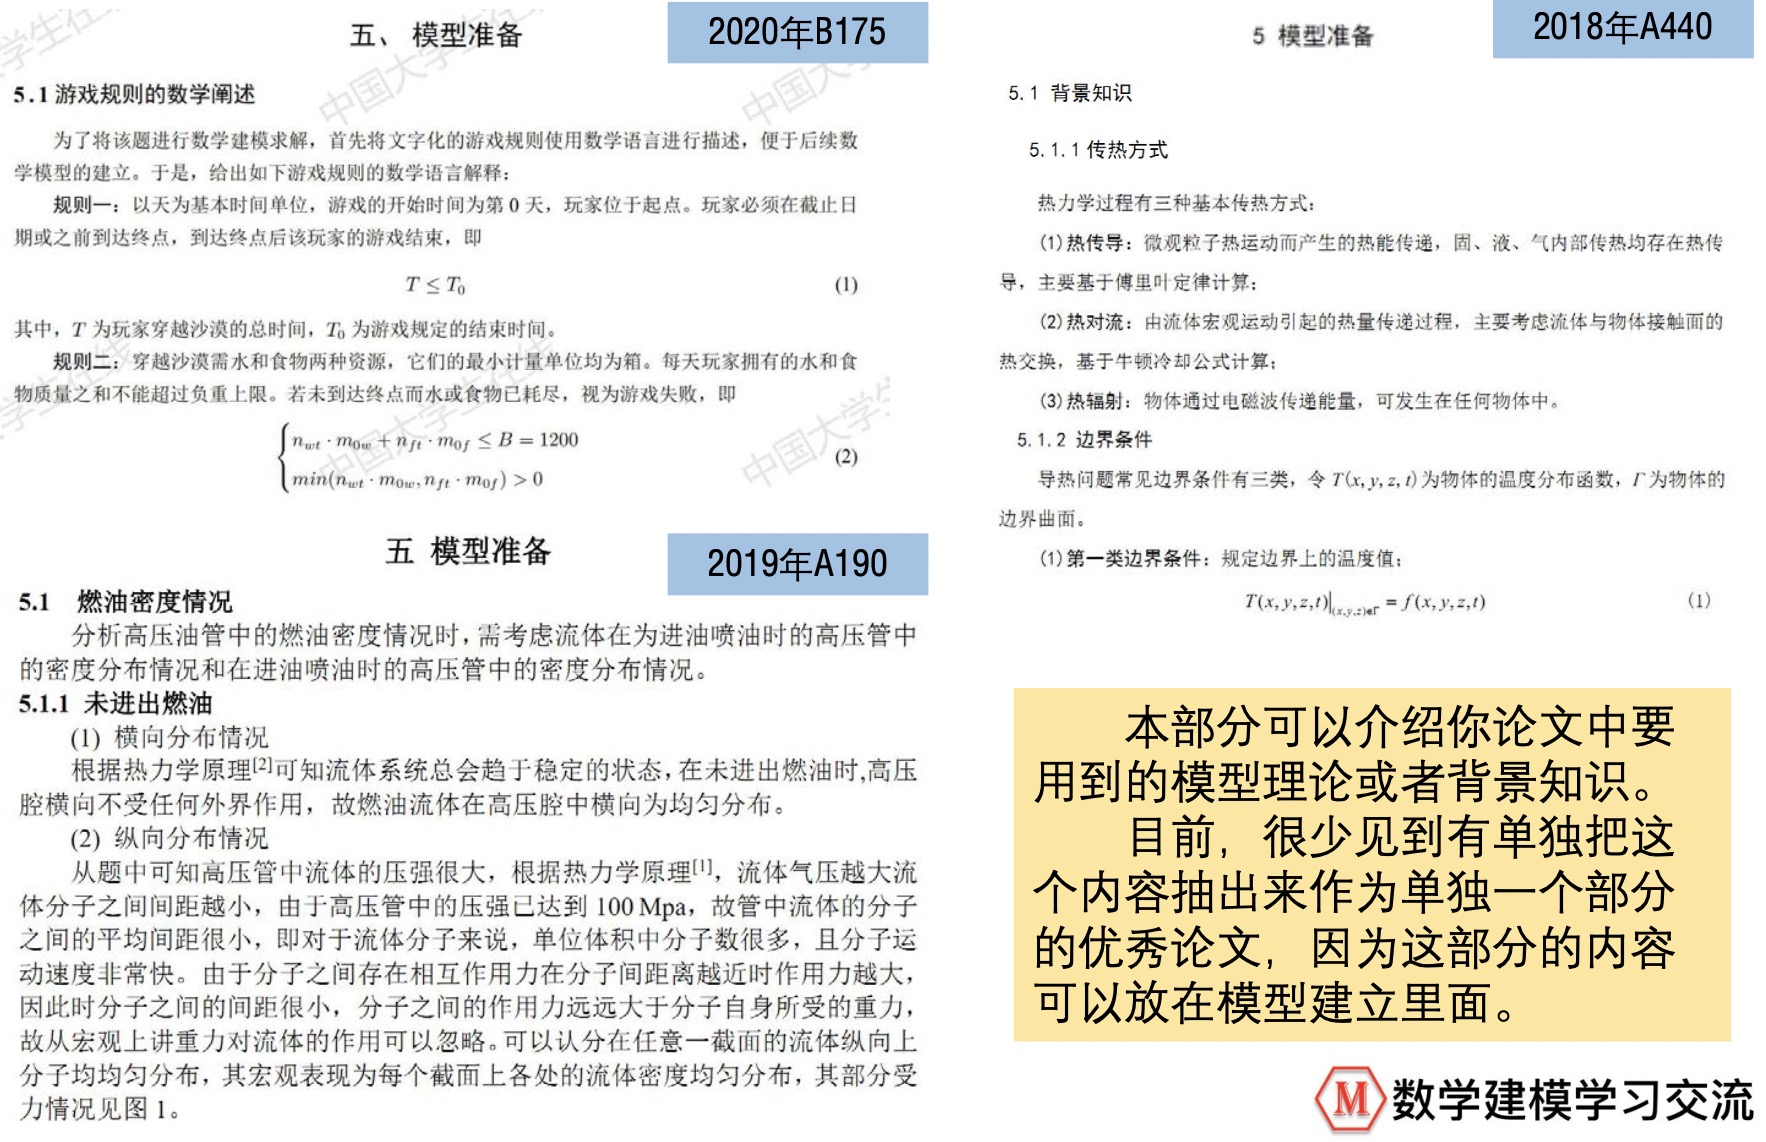 五、 模型准备
2020年B175
5.1游戏规则的数学阐述
为了将该题进行数学建模求解，首先将文字化的游戏规则使用数学语言进行描述，便于后续数
学模型的建立。于是，给出如下游戏规则的数学语言解释：
规则一：以天为基本时间单位，游戏的开始时间为第 0 天，玩家位于起点。玩家必须在截止日
期或之前到达终点，到达终点后该玩家的游戏结束，即
T ≤ T₀ (1)
其中，T 为玩家穿越沙漠的总时间，T₀ 为游戏规定的结束时间。
规则二：穿越沙漠需水和食物两种资源，它们的最小计量单位均为箱。每天玩家拥有的水和食
物质量之和不能超过负重上限。若未到达终点而水或食物已耗尽，视为游戏失败，即
n_{wt} · m_{0w} + n_{ft} · m_{0f} ≤ B = 1200
min(n_{wt} · m_{0w}, n_{ft} · m_{0f}) > 0 (2)
中国大学生在线
五 模型准备
2019年A190
5.1 燃油密度情况
分析高压油管中的燃油密度情况时，需考虑流体在为进油喷油时的高压管中
的密度分布情况和在进油喷油时的高压管中的密度分布情况。
5.1.1 未进出燃油
(1) 横向分布情况
根据热力学原理[2]可知流体系统总会趋于稳定的状态，在未进出燃油时,高压
腔横向不受任何外界作用，故燃油流体在高压腔中横向为均匀分布。
(2) 纵向分布情况
从题中可知高压管中流体的压强很大，根据热力学原理[1]，流体气压越大流
体分子之间间距越小，由于高压管中的压强已达到 100 Mpa，故管中流体的分子
之间的平均间距很小，即对于流体分子来说，单位体积中分子数很多，且分子运
动速度非常快。由于分子之间存在相互作用力在分子间距离越近时作用力越大，
因此时分子之间的间距很小，分子之间的作用力远远大于分子自身所受的重力，
故从宏观上讲重力对流体的作用可以忽略。可以认分在任意一截面的流体纵向上
分子均均匀分布，其宏观表现为每个截面上各处的流体密度均匀分布，其部分受
力情况见图 1。
5 模型准备
2018年A440
5.1 背景知识
5.1.1 传热方式
热力学过程有三种基本传热方式：
(1)热传导：微观粒子热运动而产生的热能传递，固、液、气内部传热均存在热传
导，主要基于傅里叶定律计算；
(2)热对流：由流体宏观运动引起的热量传递过程，主要考虑流体与物体接触面的
热交换，基于牛顿冷却公式计算；
(3)热辐射：物体通过电磁波传递能量，可发生在任何物体中。
5.1.2 边界条件
导热问题常见边界条件有三类，令 T(x, y, z, t) 为物体的温度分布函数，Γ 为物体的
边界曲面。
(1)第一类边界条件：规定边界上的温度值；
T(x, y, z, t)|_{(x,y,z)∈Γ} = f(x, y, z, t) (1)
本部分可以介绍你论文中要
用到的模型理论或者背景知识。
目前，很少见到有单独把这
个内容抽出来作为单独一个部分
的优秀论文，因为这部分的内容
可以放在模型建立里面。
M 数学建模学习交流